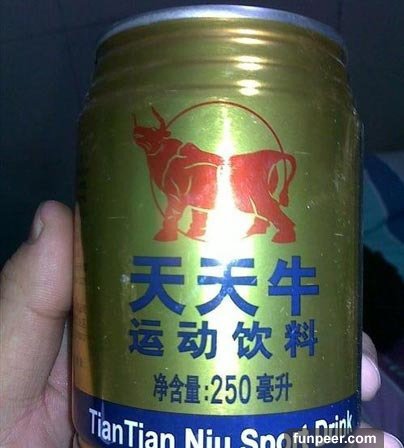 天天牛
运动饮料
净含量:250毫升
TianTian Niu Sport Drink
funpeer.com